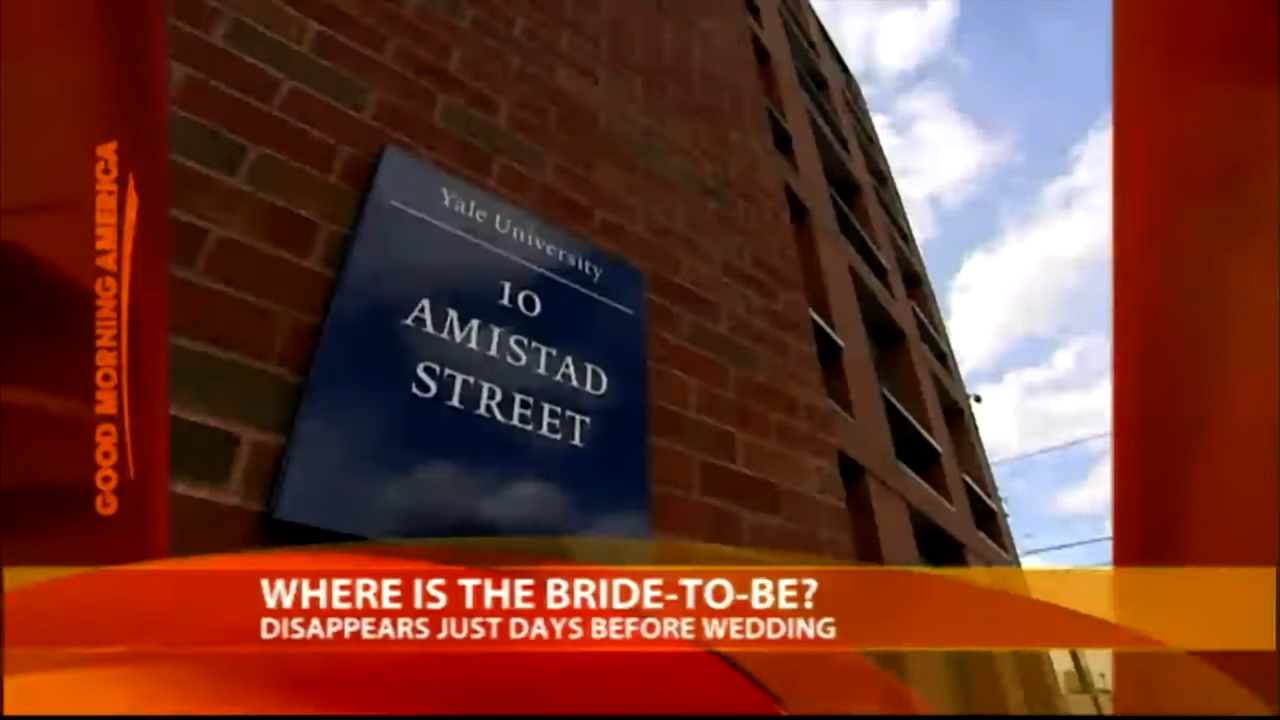 GOOD MORNING AMERICA
Yale University
10
AMISTAD
STREET
WHERE IS THE BRIDE-TO-BE?
DISAPPEARS JUST DAYS BEFORE WEDDING